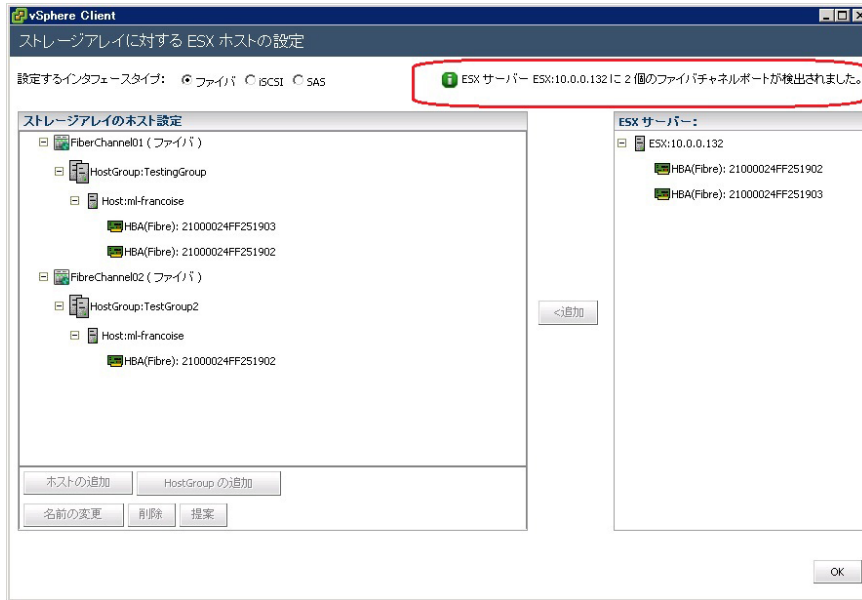 vSphere Client
ストレージアレイに対する ESX ホストの設定
設定するインタフェースタイプ: ファイバ iSCSI SAS
ESX サーバー ESX:10.0.0.132に 2 個のファイバチャネルポートが検出されました。
ストレージアレイのホスト設定
FiberChannel01 ( ファイバ )
HostGroup:TestingGroup
Host:ml-francoise
HBA(Fibre): 21000024FF251903
HBA(Fibre): 21000024FF251902
FibreChannel02 ( ファイバ )
HostGroup:TestGroup2
Host:ml-francoise
HBA(Fibre): 21000024FF251902
<追加
ESX サーバー:
ESX:10.0.0.132
HBA(Fibre): 21000024FF251902
HBA(Fibre): 21000024FF251903
ホストの追加
HostGroup の追加
名前の変更
削除
提案
OK